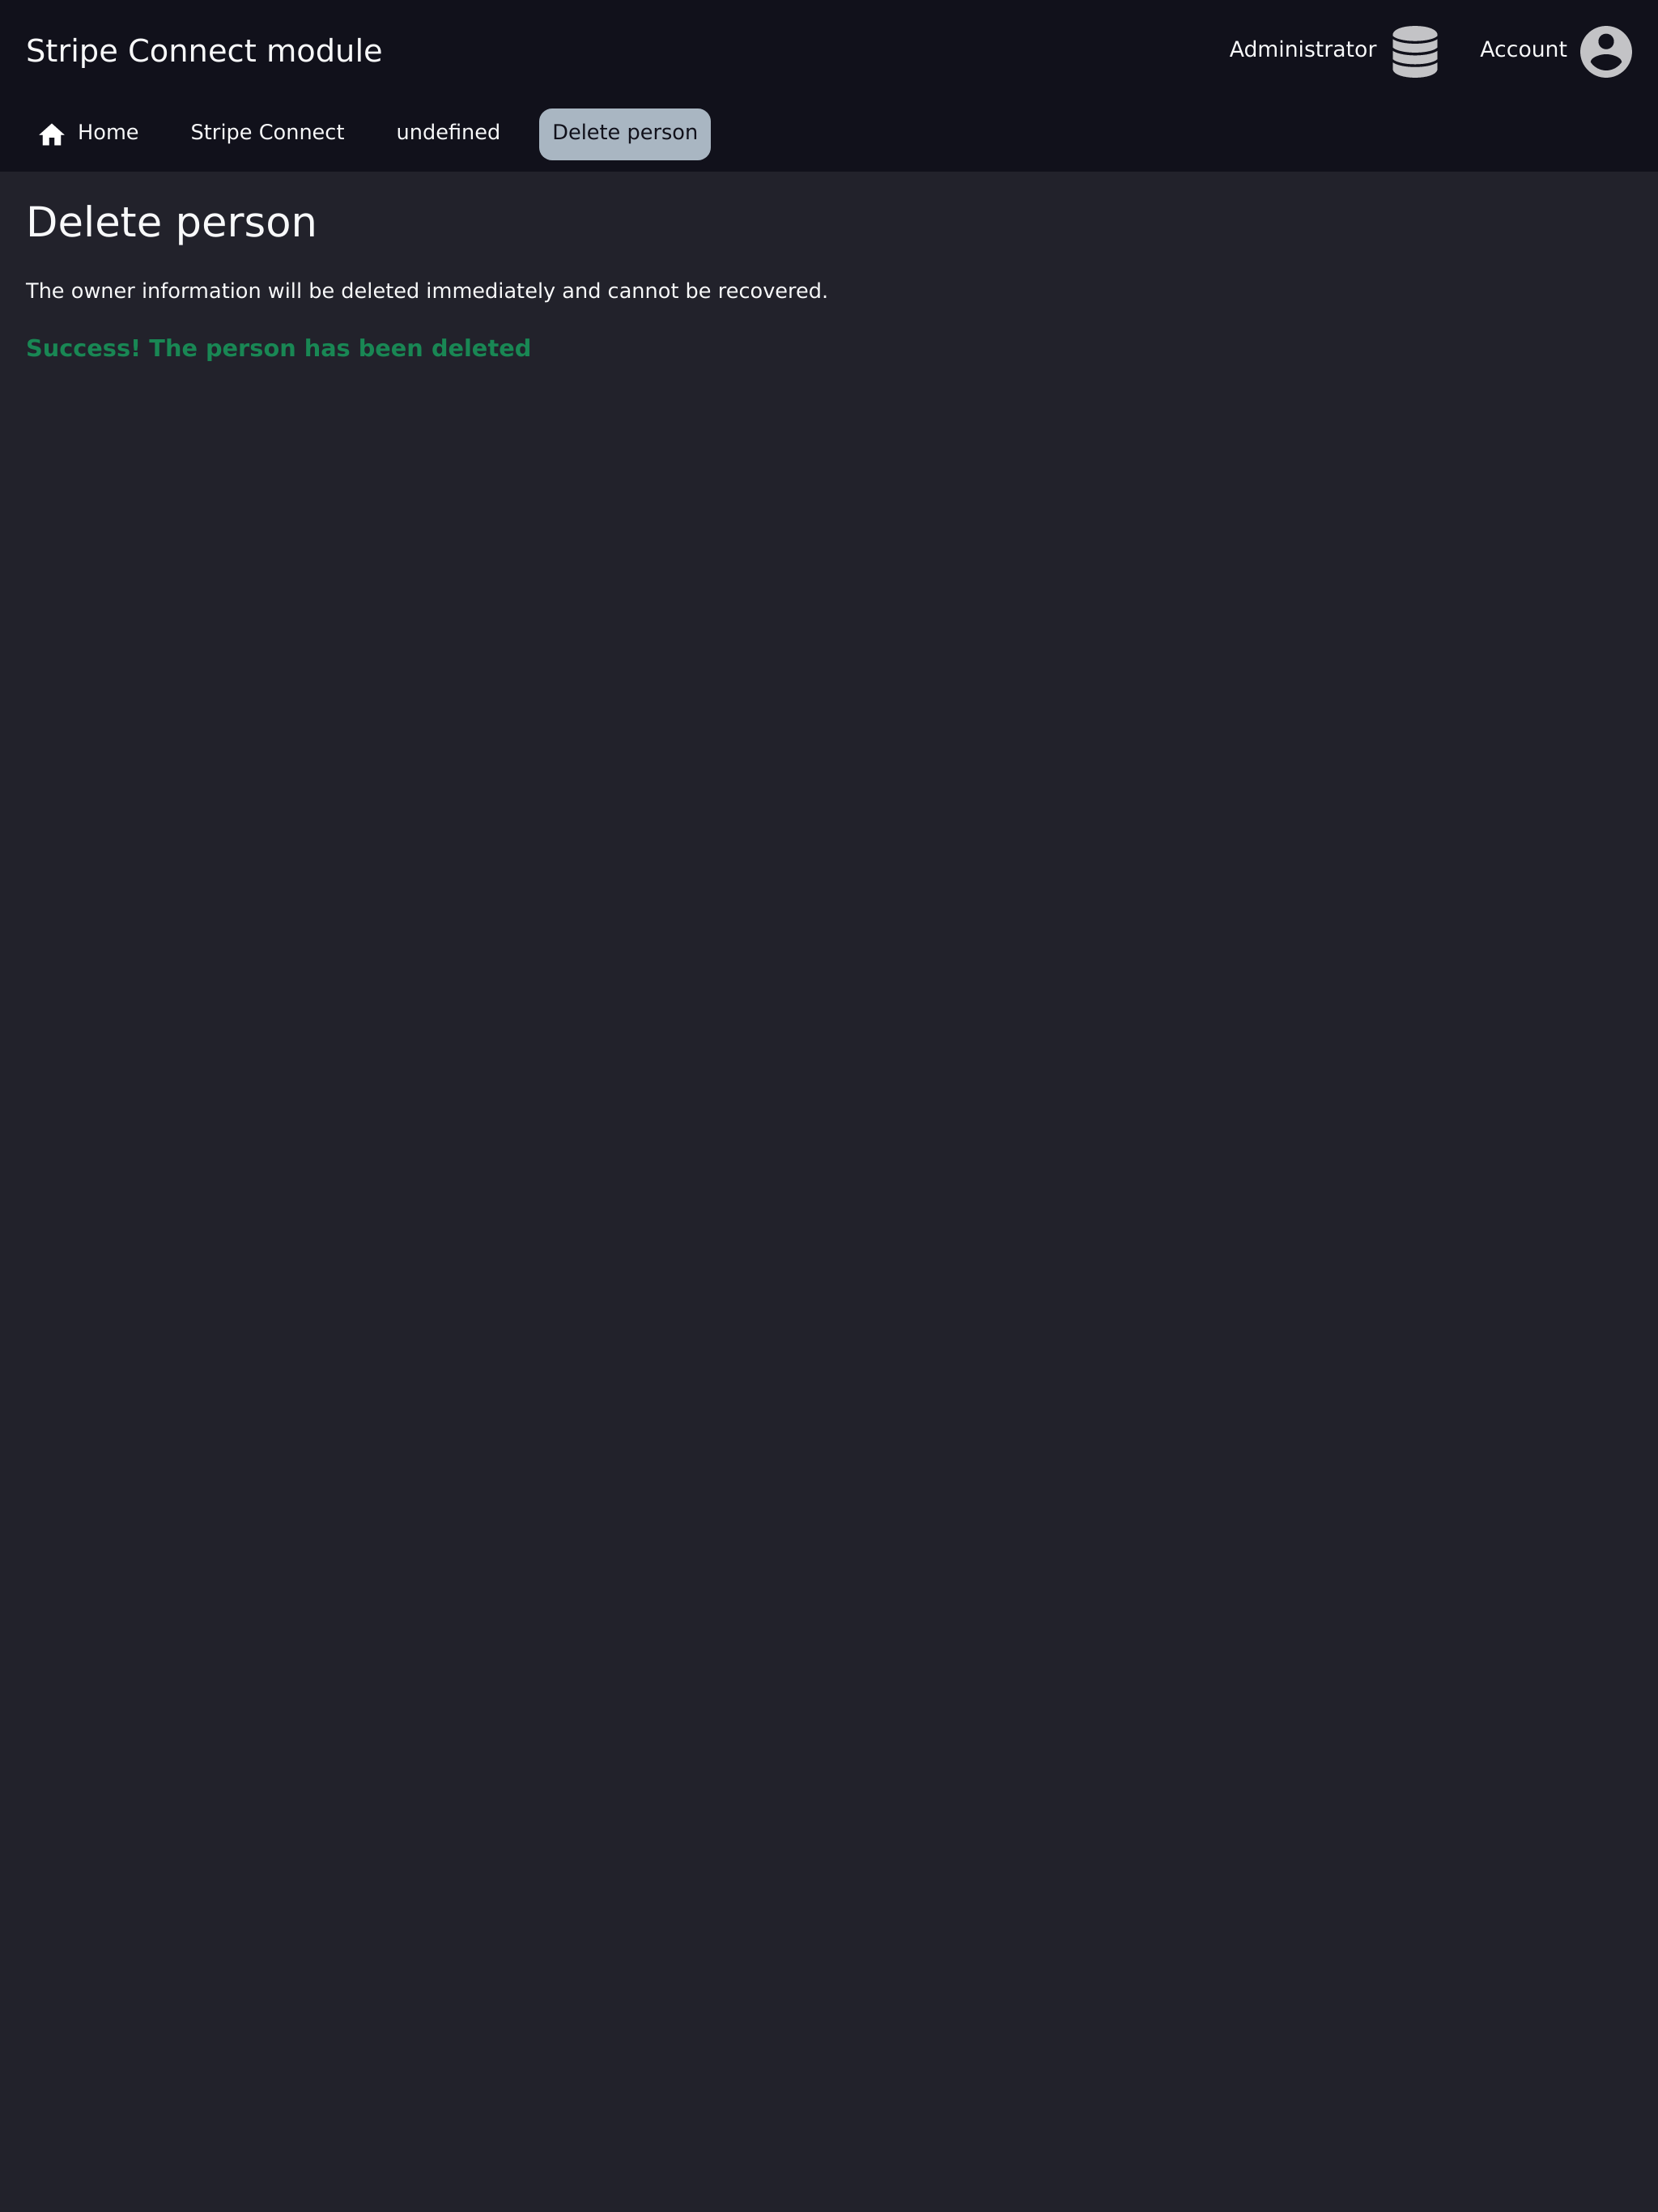 Stripe Connect module
Administrator
Account
Home
Stripe Connect
undefined
Delete person
Delete person
The owner information will be deleted immediately and cannot be recovered.
Success! The person has been deleted